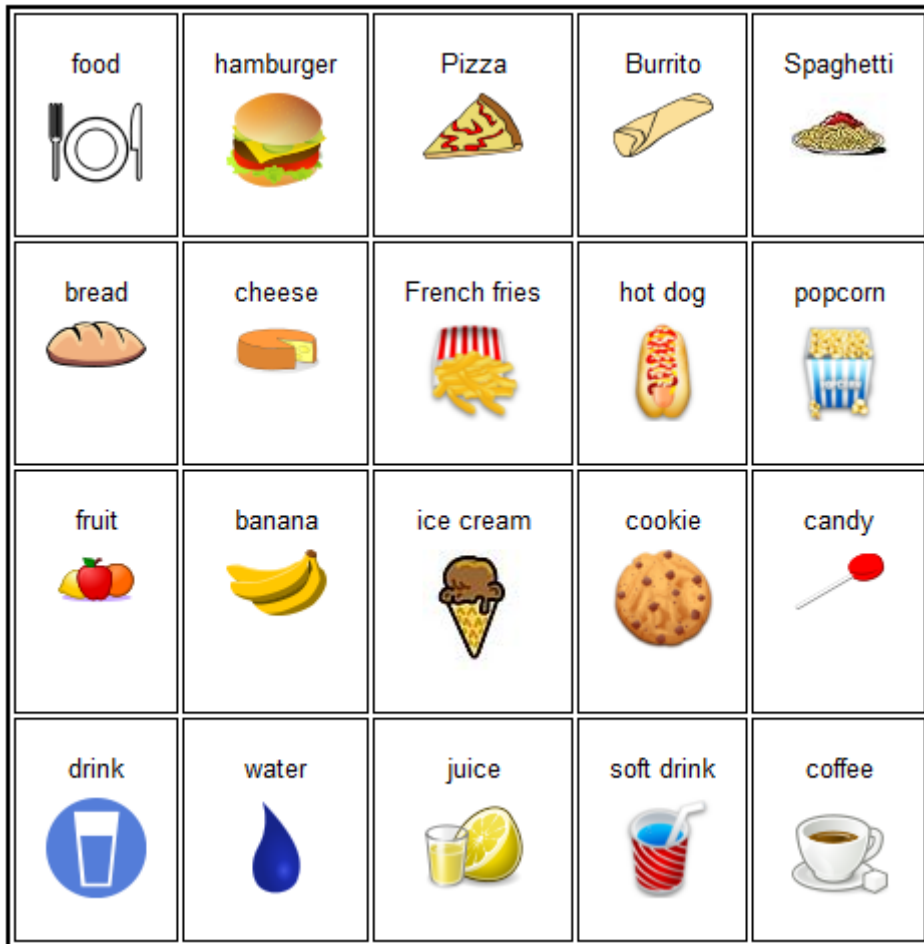 food
hamburger
Pizza
Burrito
Spaghetti
bread
cheese
French fries
hot dog
popcorn
POPCORN
fruit
banana
ice cream
cookie
candy
drink
water
juice
soft drink
coffee